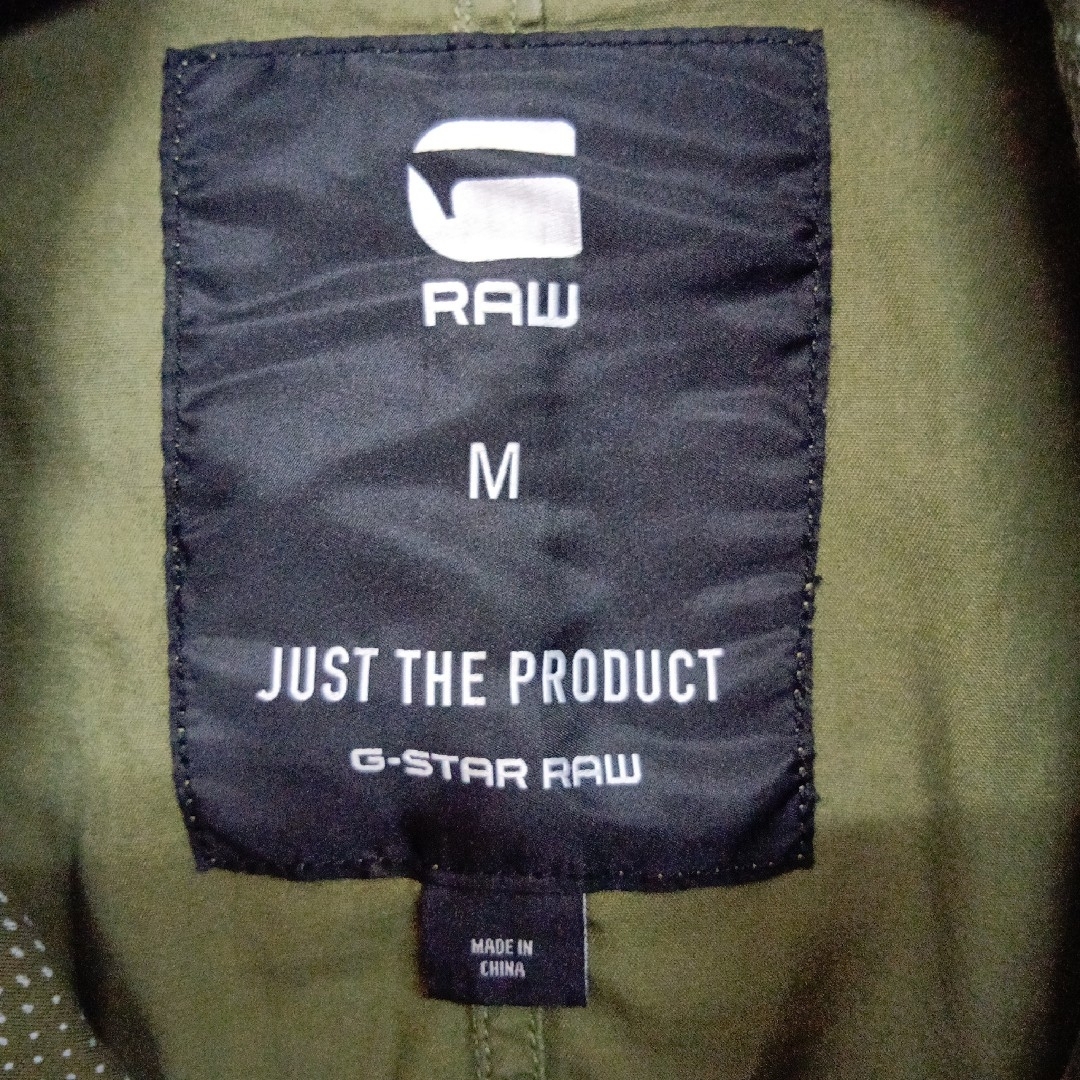 G
RAW
M
JUST THE PRODUCT
G-STAR RAW
MADE IN
CHINA